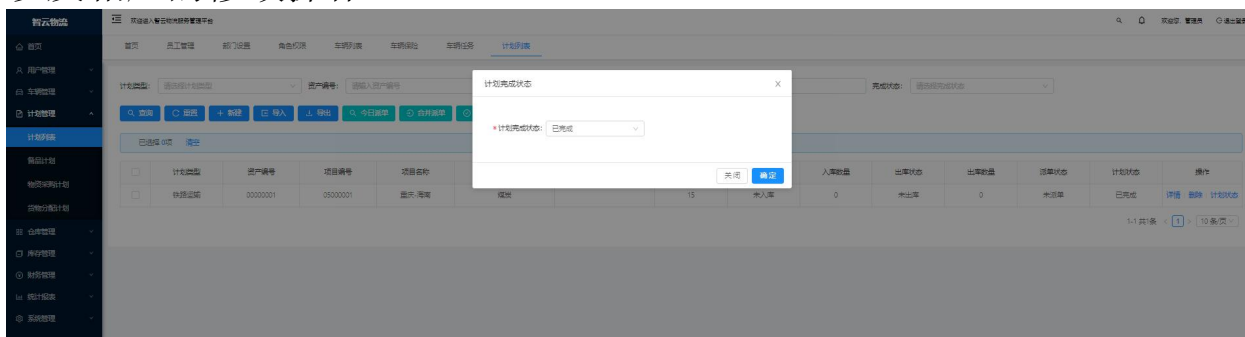 智云物流
欢迎进入智云物流服务管理平台
欢迎您, 管理员 退出登录
首页
用户管理
车辆管理
计划管理
计划列表
售品计划
物资采购计划
货物分配计划
仓库管理
库存管理
财务管理
统计报表
系统管理
首页 员工管理 部门设置 角色权限 车辆列表 车辆保险 车辆任务 计划列表
计划类型: 请选择计划类型 资产编号: 请输入资产编号 完成状态: 请选择完成状态
查询 重置 + 新建 导入 导出 今日派单 合并派单
已选择 0项 清空
计划类型 资产编号 项目编号 项目名称 入库数量 出库状态 出库数量 派单状态 计划状态 操作
铁路运输 00000001 05000001 重庆-海南 煤炭 15 未入库 0 未出库 0 未派单 已完成 详情 删除 计划状态
1-1 共1条 < 1 > 10 条/页
计划完成状态 ×
* 计划完成状态: 已完成
关闭 确定